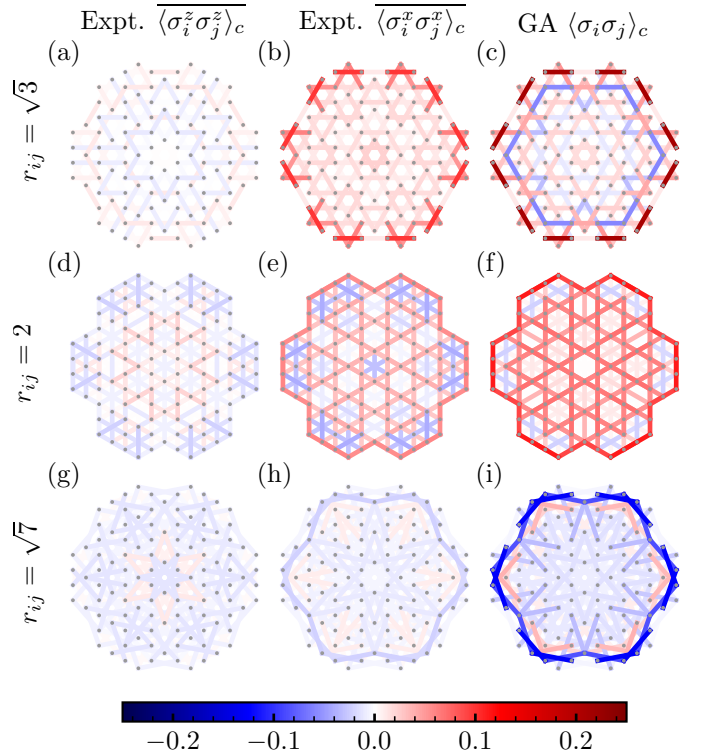 Expt. $\overline{\langle\sigma_i^z\sigma_j^z\rangle_c}$ Expt. $\overline{\langle\sigma_i^x\sigma_j^x\rangle_c}$ GA $\langle\sigma_i\sigma_j\rangle_c$
(a) (b) (c)
$r_{ij} = \sqrt{3}$
(d) (e) (f)
$r_{ij} = 2$
(g) (h) (i)
$r_{ij} = \sqrt{7}$
−0.2 −0.1 0.0 0.1 0.2